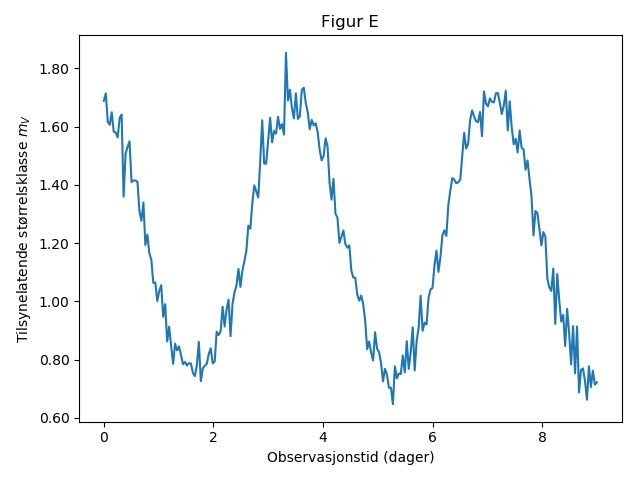 Figur E
Tilsynelatende størrelsklasse $m_V$
1.80
1.60
1.40
1.20
1.00
0.80
0.60
0 2 4 6 8
Observasjonstid (dager)